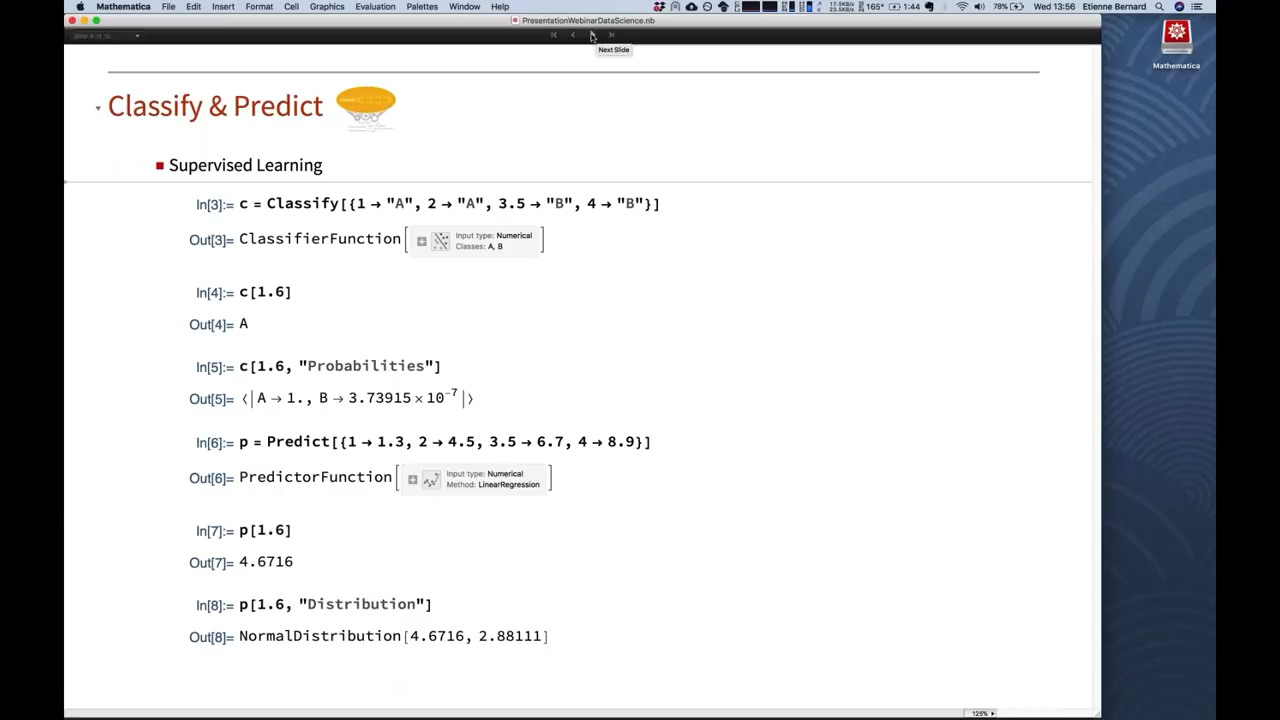 Mathematica File Edit Insert Format Cell Graphics Evaluation Palettes Window Help 165° 1:44 78% Wed 13:56 Etienne Bernard
PresentationWebinarDataScience.nb
Next Slide
Mathematica
Classify & Predict
Supervised Learning
In[3]:= c = Classify[{1 → "A", 2 → "A", 3.5 → "B", 4 → "B"}]
Out[3]= ClassifierFunction[ Input type: Numerical
Classes: A, B ]
In[4]:= c[1.6]
Out[4]= A
In[5]:= c[1.6, "Probabilities"]
Out[5]= ⟨|A → 1., B → 3.73915 × 10⁻⁷|⟩
In[6]:= p = Predict[{1 → 1.3, 2 → 4.5, 3.5 → 6.7, 4 → 8.9}]
Out[6]= PredictorFunction[ Input type: Numerical
Method: LinearRegression ]
In[7]:= p[1.6]
Out[7]= 4.6716
In[8]:= p[1.6, "Distribution"]
Out[8]= NormalDistribution[4.6716, 2.88111]
125%